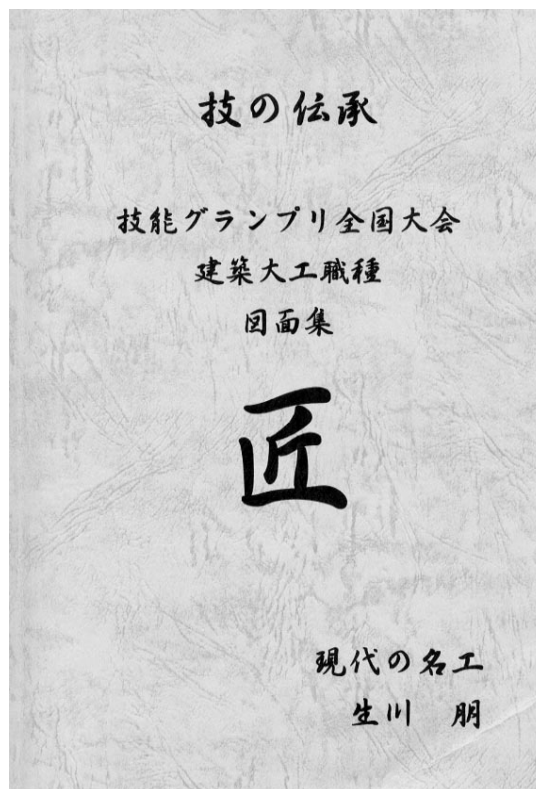 技の伝承
技能グランプリ全国大会
建築大工職種
図面集
匠
現代の名工
生川　朋